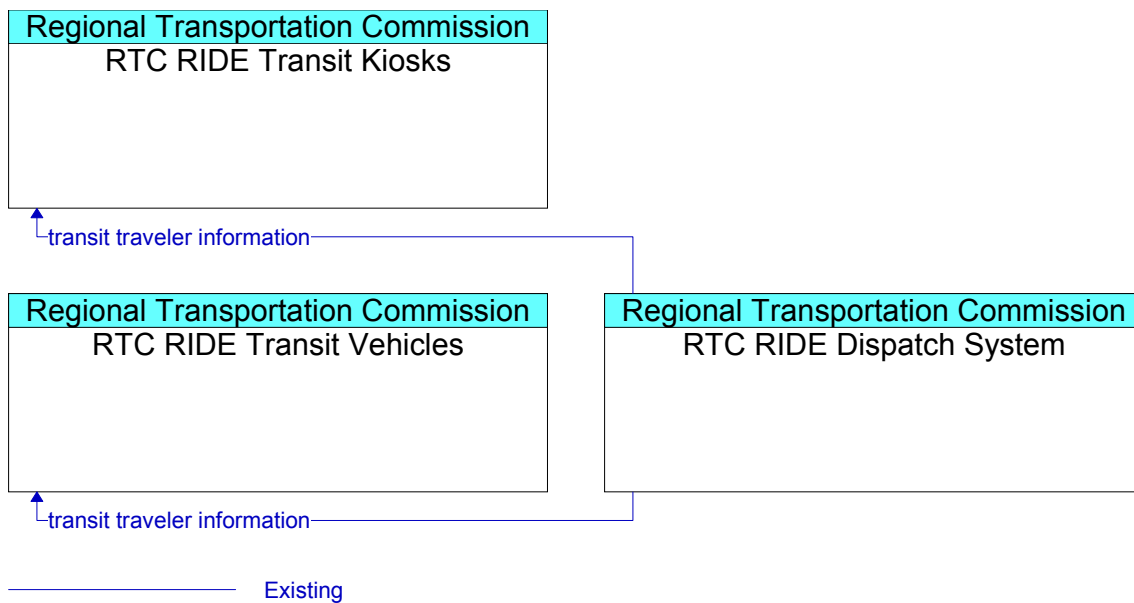 Regional Transportation Commission
RTC RIDE Transit Kiosks
transit traveler information
Regional Transportation Commission
RTC RIDE Transit Vehicles
Regional Transportation Commission
RTC RIDE Dispatch System
transit traveler information
Existing